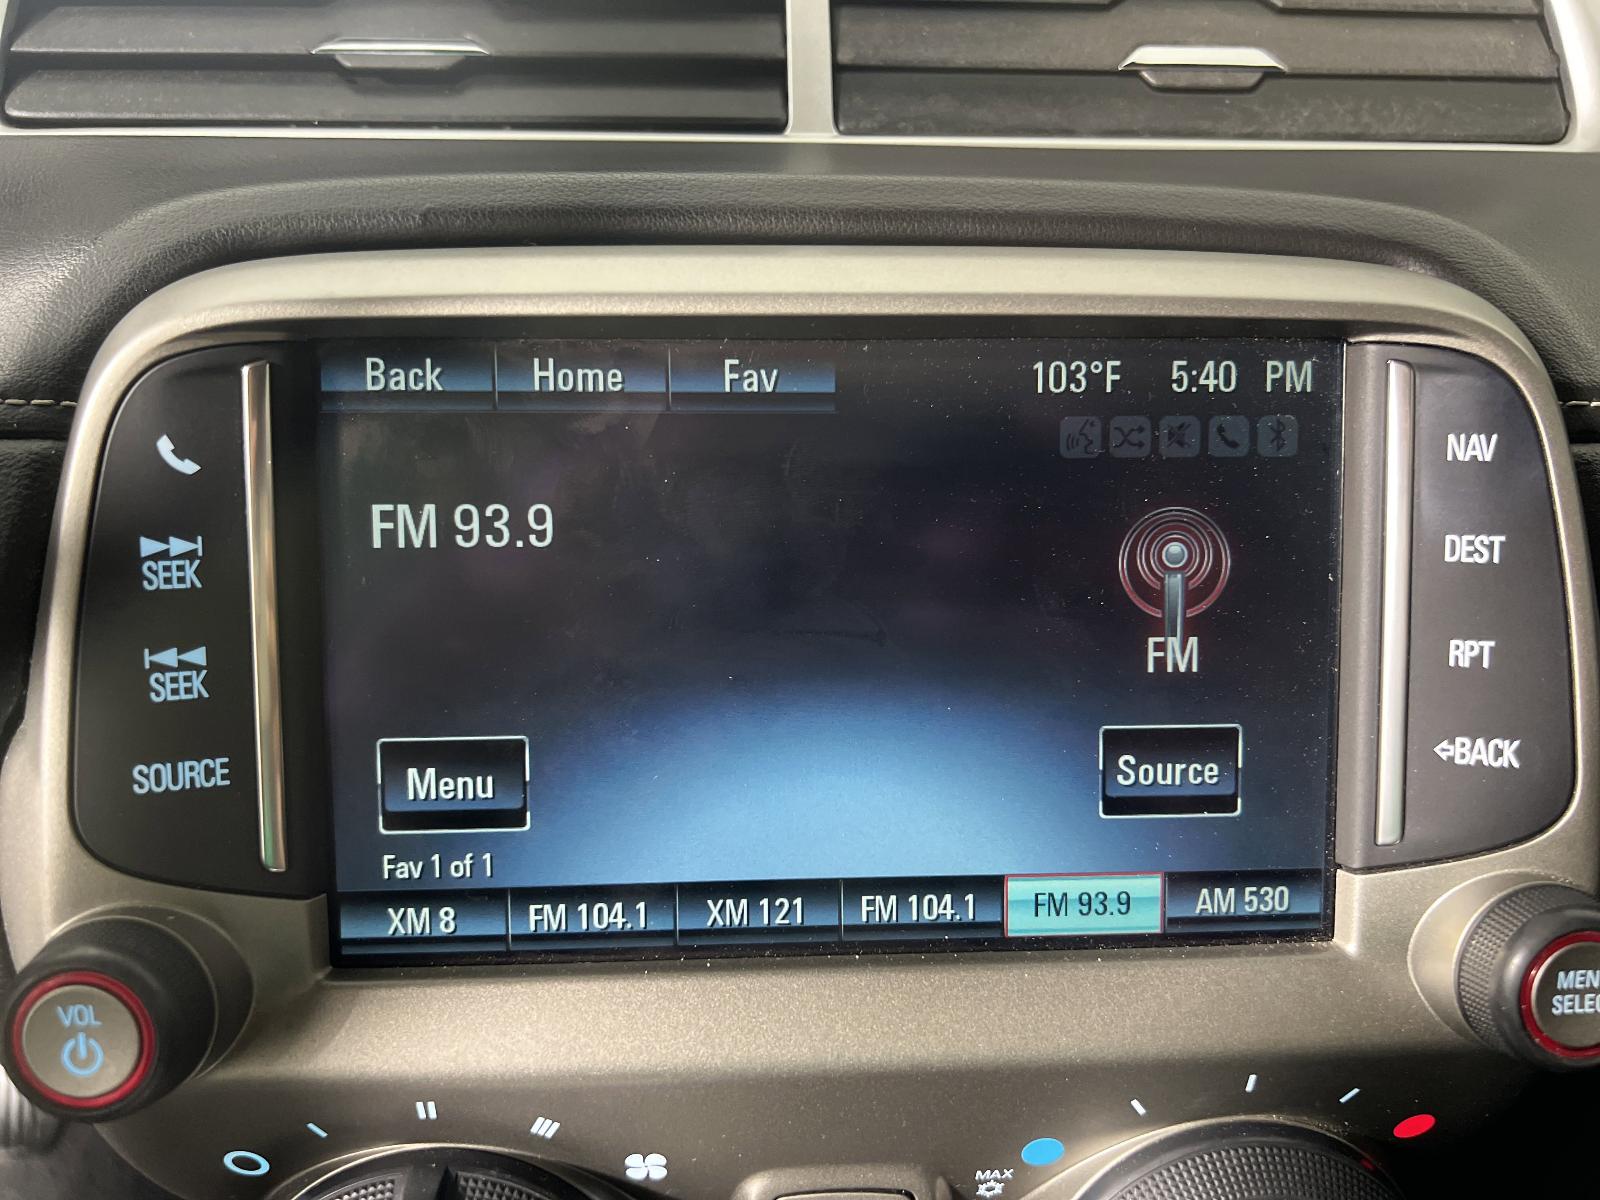 Back Home Fav 103°F 5:40 PM
NAV
FM 93.9
DEST
SEEK
FM
RPT
SEEK
SOURCE
Menu
Source
BACK
Fav 1 of 1
XM 8 FM 104.1 XM 121 FM 104.1 FM 93.9 AM 530
VOL
MEN
SELEC
MAX